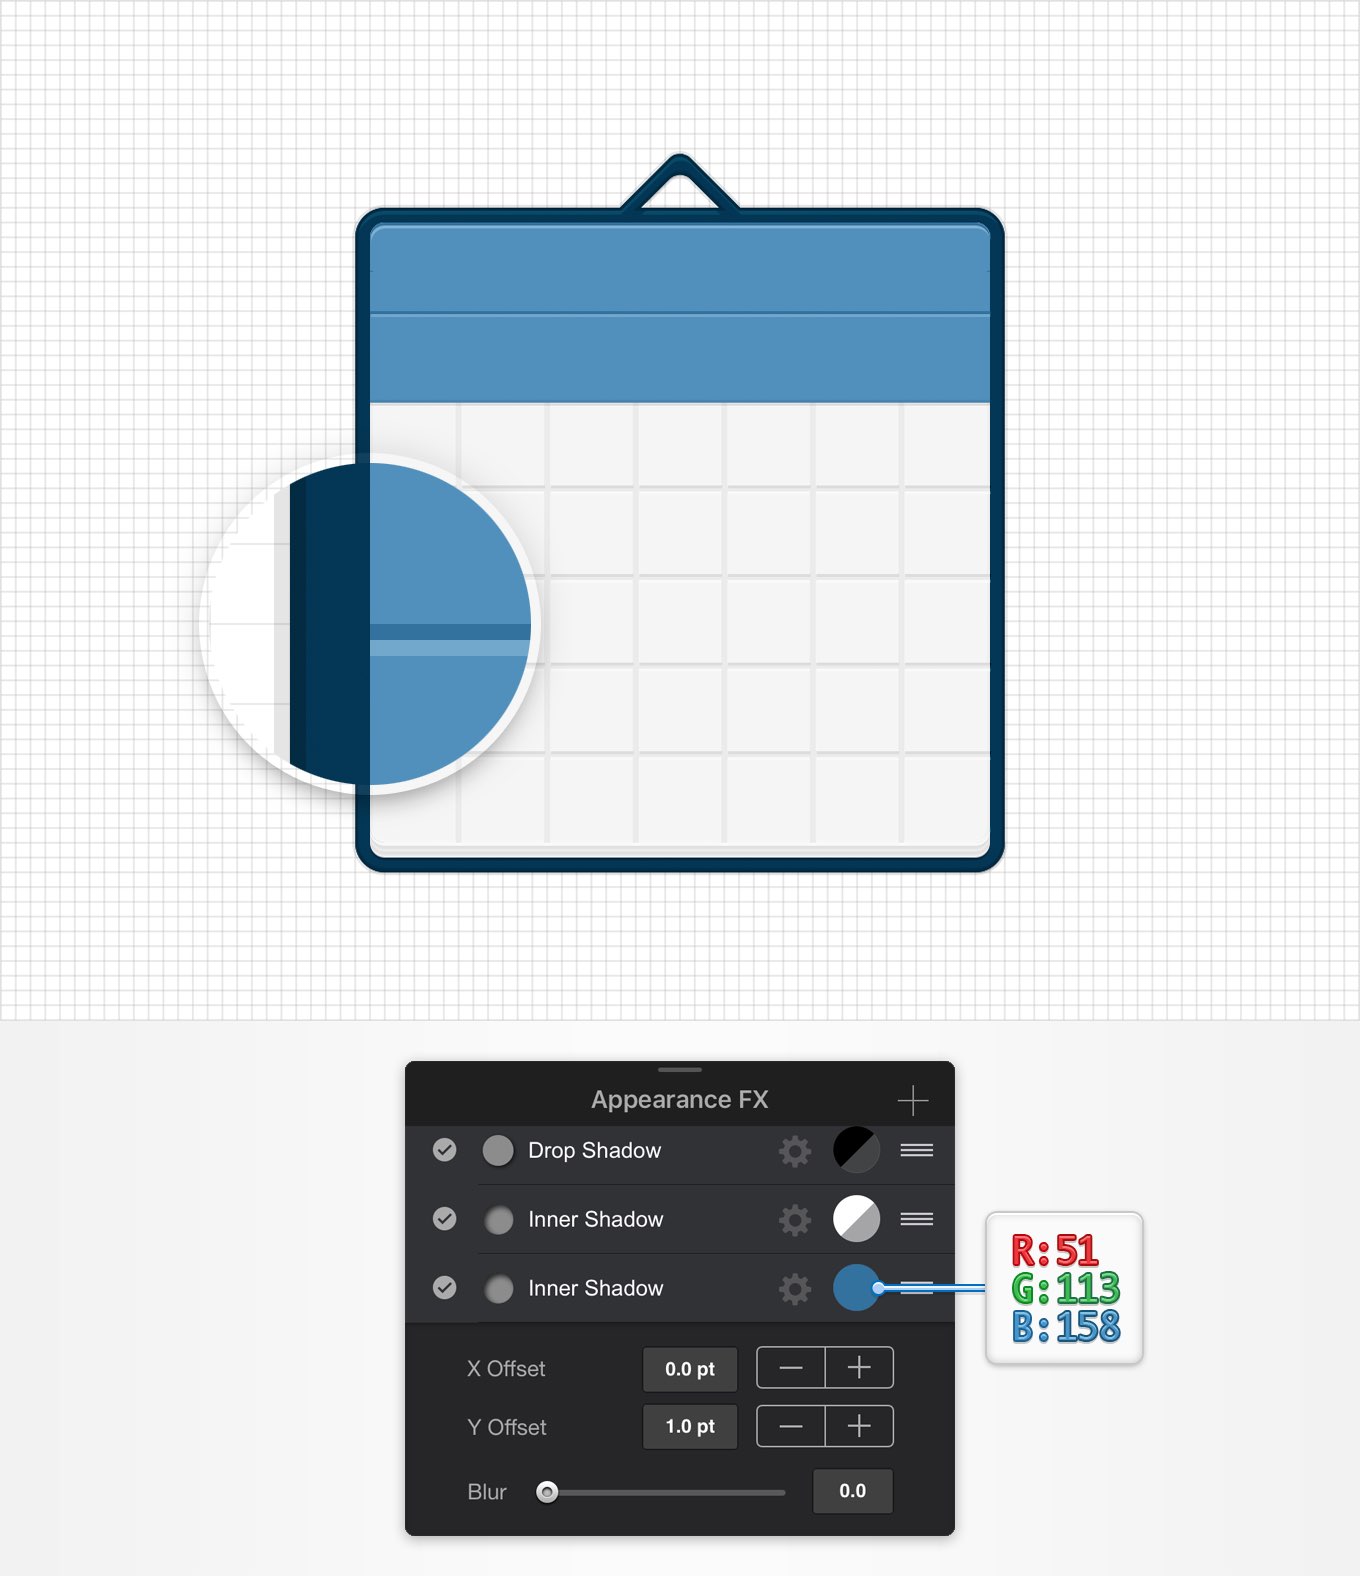 Appearance FX
Drop Shadow
Inner Shadow
Inner Shadow
R:51
G:113
B:158
X Offset 0.0 pt
Y Offset 1.0 pt
Blur 0.0